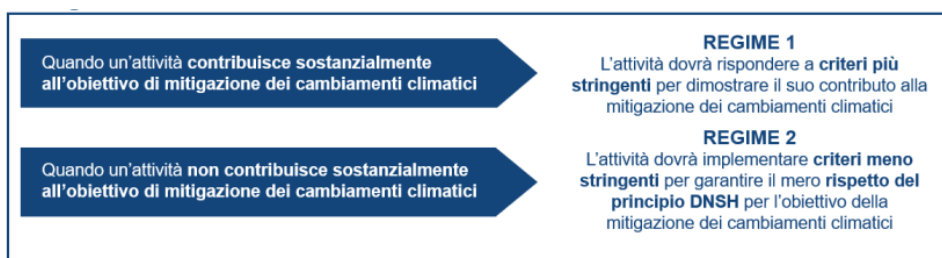 Quando un'attività contribuisce sostanzialmente
all'obiettivo di mitigazione dei cambiamenti climatici
REGIME 1
L'attività dovrà rispondere a criteri più
stringenti per dimostrare il suo contributo alla
mitigazione dei cambiamenti climatici
Quando un'attività non contribuisce sostanzialmente
all'obiettivo di mitigazione dei cambiamenti climatici
REGIME 2
L'attività dovrà implementare criteri meno
stringenti per garantire il mero rispetto del
principio DNSH per l'obiettivo della
mitigazione dei cambiamenti climatici